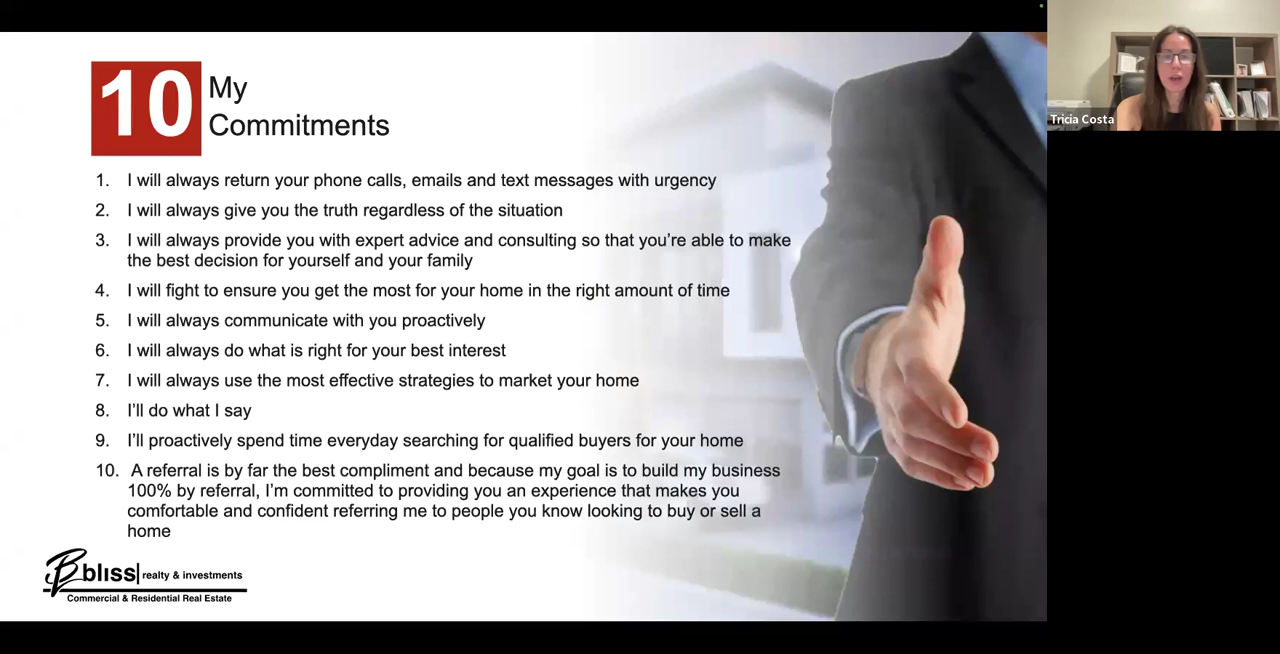 10 My
Commitments
1. I will always return your phone calls, emails and text messages with urgency
2. I will always give you the truth regardless of the situation
3. I will always provide you with expert advice and consulting so that you’re able to make
the best decision for yourself and your family
4. I will fight to ensure you get the most for your home in the right amount of time
5. I will always communicate with you proactively
6. I will always do what is right for your best interest
7. I will always use the most effective strategies to market your home
8. I’ll do what I say
9. I’ll proactively spend time everyday searching for qualified buyers for your home
10. A referral is by far the best compliment and because my goal is to build my business
100% by referral, I’m committed to providing you an experience that makes you
comfortable and confident referring me to people you know looking to buy or sell a
home
B bliss| realty & investments
Commercial & Residential Real Estate
Tricia Costa